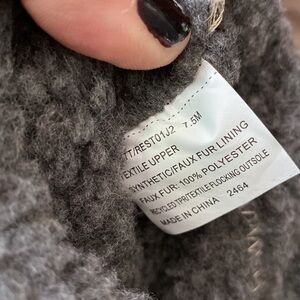 TT/REST01J2 7.5M
TEXTILE UPPER
SYNTHETIC/FAUX FUR LINING
FAUX FUR: 100% POLYESTER
RECYCLED TPR/TEXTILE FLOCKING OUTSOLE
MADE IN CHINA 2464